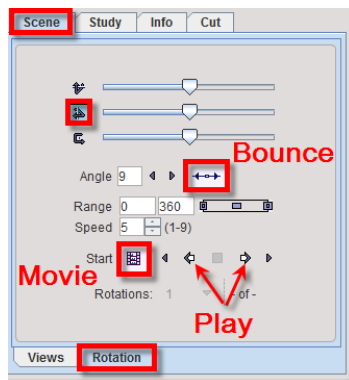 Scene Study Info Cut
Bounce
Angle 9
Range 0 360
Speed 5 (1-9)
Start
Movie
Rotations: 1 - of -
Play
Views Rotation